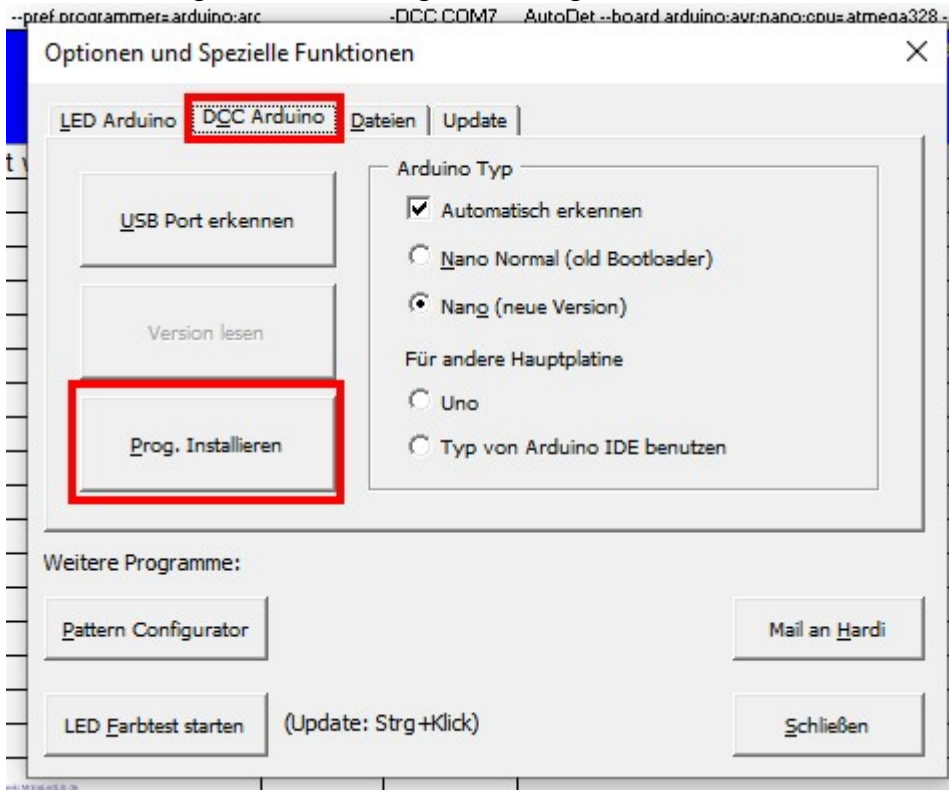 --pref programmer=arduino:arc -DCC COM7 AutoDet --board arduino:avr:nano:cpu=atmega328
Optionen und Spezielle Funktionen
LED Arduino DCC Arduino Dateien Update
USB Port erkennen
Version lesen
Prog. Installieren
Arduino Typ
Automatisch erkennen
Nano Normal (old Bootloader)
Nano (neue Version)
Für andere Hauptplatine
Uno
Typ von Arduino IDE benutzen
Weitere Programme:
Pattern Configurator
Mail an Hardi
LED Farbtest starten
(Update: Strg+Klick)
Schließen